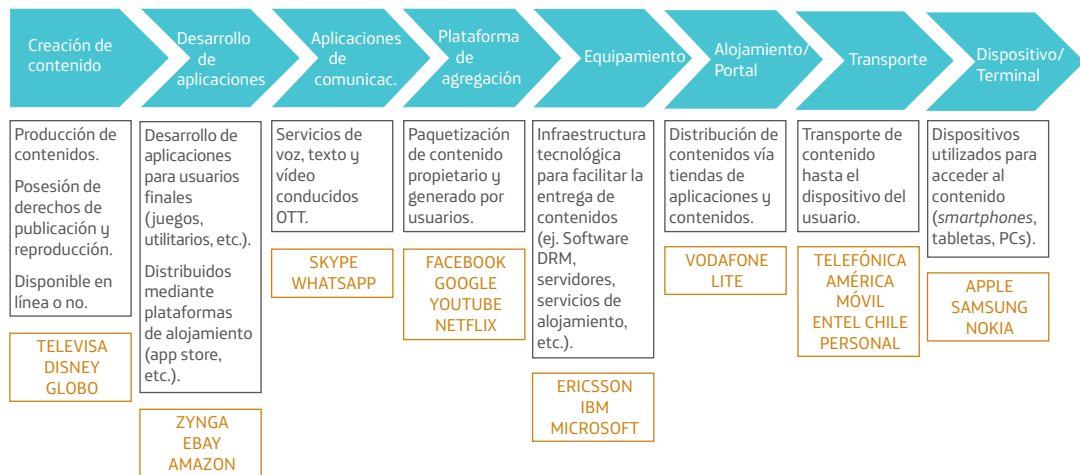 Creación de
contenido
Desarrollo
de
aplicaciones
Aplicaciones
de
comunicac.
Plataforma
de
agregación
Equipamiento
Alojamiento/
Portal
Transporte
Dispositivo/
Terminal
Producción de
contenidos.
Posesión de
derechos de
publicación y
reproducción.
Disponible en
línea o no.
TELEVISA
DISNEY
GLOBO
Desarrollo de
aplicaciones
para usuarios
finales
(juegos,
utilitarios, etc.).
Distribuidos
mediante
plataformas
de alojamiento
(app store,
etc.).
ZYNGA
EBAY
AMAZON
Servicios de
voz, texto y
vídeo
conducidos
OTT.
SKYPE
WHATSAPP
Paquetización
de contenido
propietario y
generado por
usuarios.
FACEBOOK
GOOGLE
YOUTUBE
NETFLIX
Infraestructura
tecnológica
para facilitar la
entrega de
contenidos
(ej. Software
DRM,
servidores,
servicios de
alojamiento,
etc.).
ERICSSON
IBM
MICROSOFT
Distribución de
contenidos vía
tiendas de
aplicaciones y
contenidos.
VODAFONE
LITE
Transporte de
contenido
hasta el
dispositivo del
usuario.
TELEFÓNICA
AMÉRICA
MÓVIL
ENTEL CHILE
PERSONAL
Dispositivos
utilizados para
acceder al
contenido
(smartphones,
tabletas, PCs).
APPLE
SAMSUNG
NOKIA